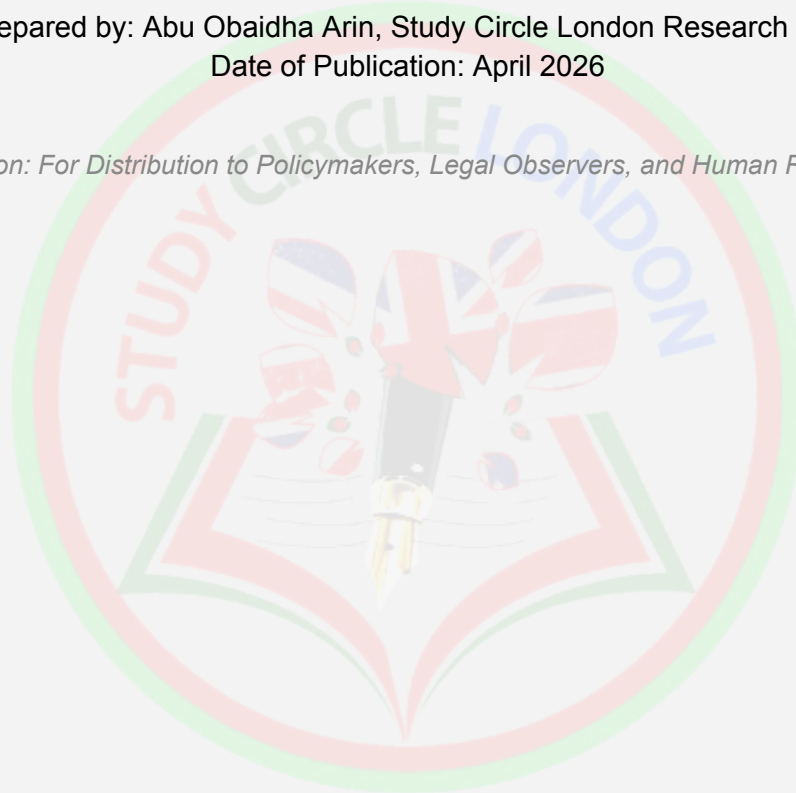 epared by: Abu Obaidha Arin, Study Circle London Research
Date of Publication: April 2026
on: For Distribution to Policymakers, Legal Observers, and Human R
STUDY CIRCLE LONDON